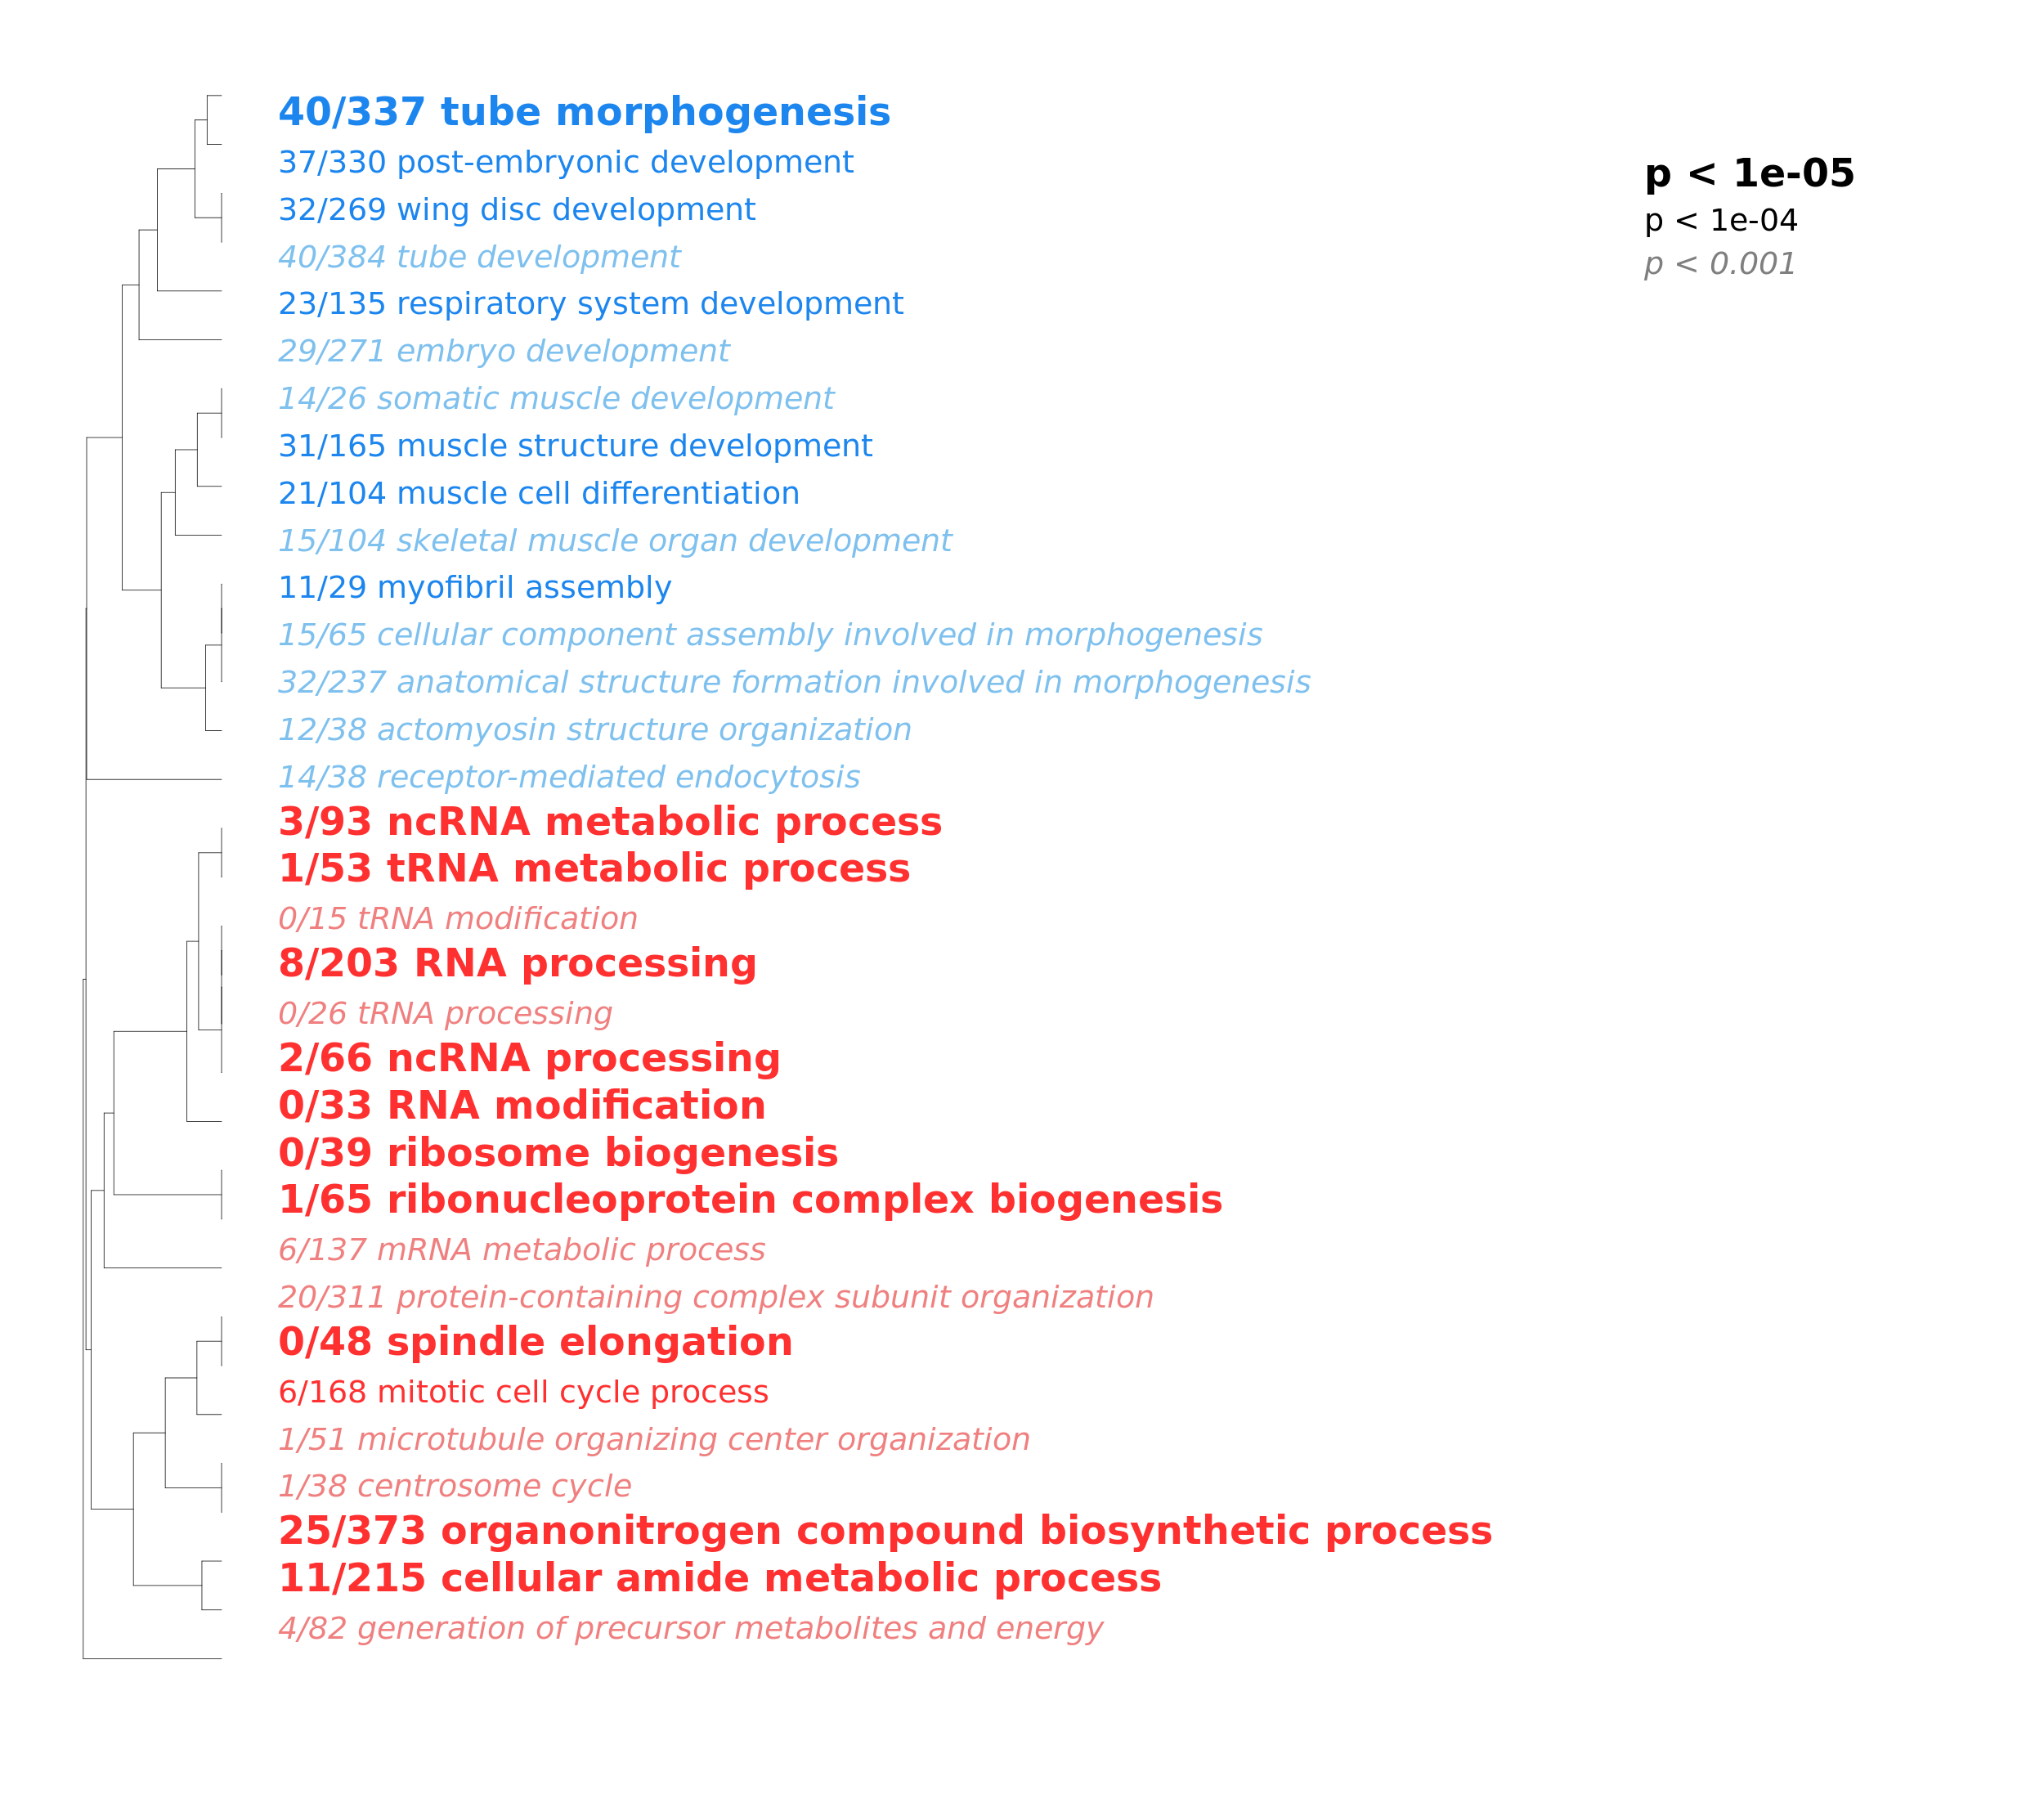 40/337 tube morphogenesis
37/330 post-embryonic development
32/269 wing disc development
40/384 tube development
23/135 respiratory system development
29/271 embryo development
14/26 somatic muscle development
31/165 muscle structure development
21/104 muscle cell differentiation
15/104 skeletal muscle organ development
11/29 myofibril assembly
15/65 cellular component assembly involved in morphogenesis
32/237 anatomical structure formation involved in morphogenesis
12/38 actomyosin structure organization
14/38 receptor-mediated endocytosis
3/93 ncRNA metabolic process
1/53 tRNA metabolic process
0/15 tRNA modification
8/203 RNA processing
0/26 tRNA processing
2/66 ncRNA processing
0/33 RNA modification
0/39 ribosome biogenesis
1/65 ribonucleoprotein complex biogenesis
6/137 mRNA metabolic process
20/311 protein-containing complex subunit organization
0/48 spindle elongation
6/168 mitotic cell cycle process
1/51 microtubule organizing center organization
1/38 centrosome cycle
25/373 organonitrogen compound biosynthetic process
11/215 cellular amide metabolic process
4/82 generation of precursor metabolites and energy
p < 1e-05
p < 1e-04
p < 0.001